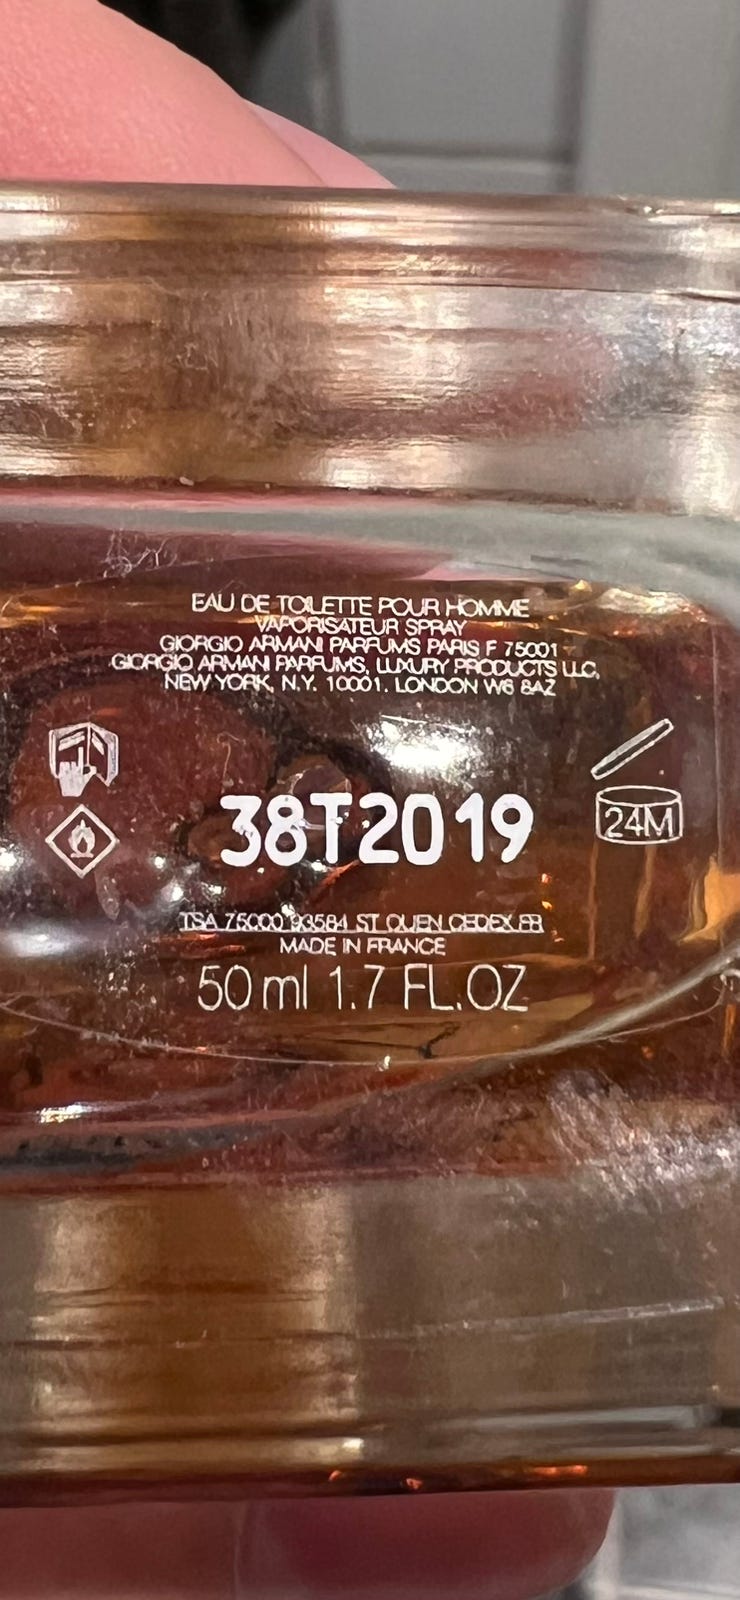 EAU DE TOILETTE POUR HOMME
VAPORISATEUR SPRAY
GIORGIO ARMANI PARFUMS PARIS F 75001
GIORGIO ARMANI PARFUMS, LUXURY PRODUCTS LLC,
NEW YORK, N.Y. 10001. LONDON W6 8AZ
38T2019
24M
TSA 75000 93584 ST OUEN CEDEX FR
MADE IN FRANCE
50 ml 1.7 FL.OZ